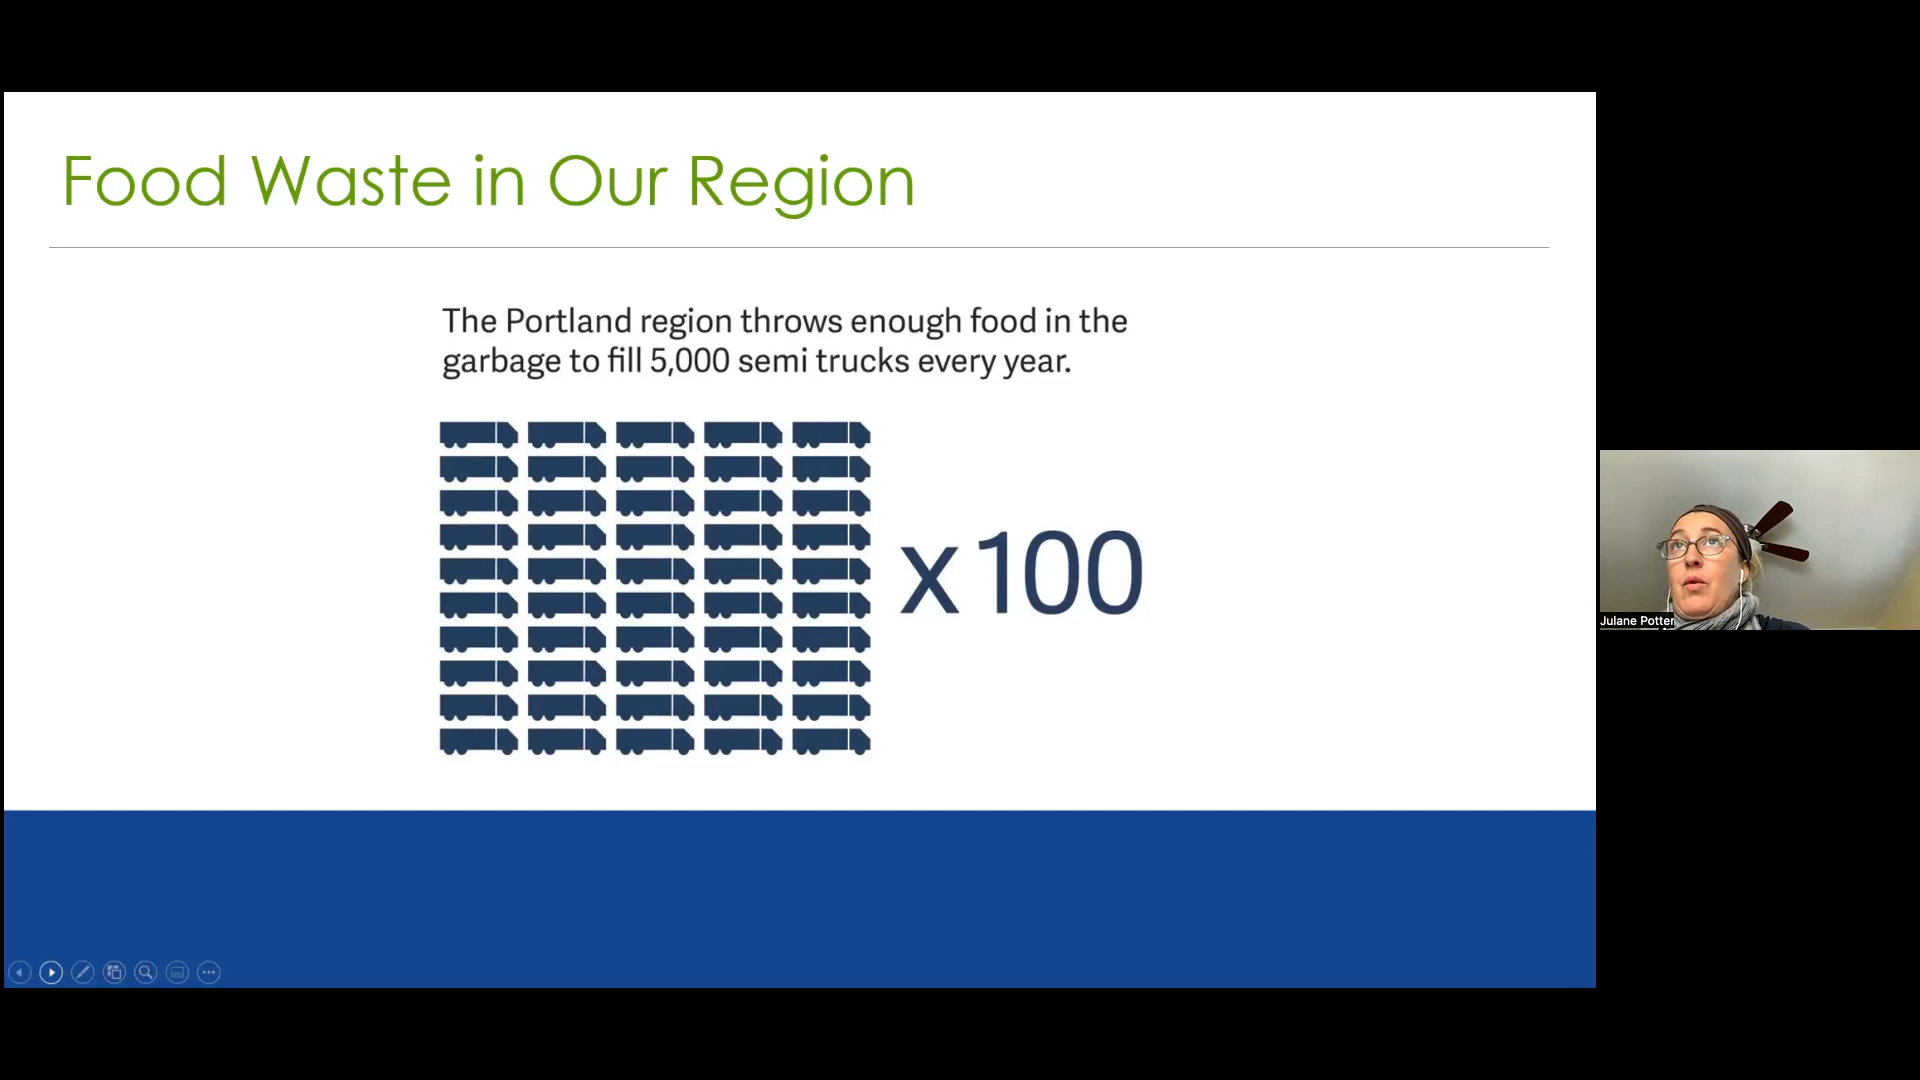 Food Waste in Our Region
The Portland region throws enough food in the
garbage to fill 5,000 semi trucks every year.
x100
Julane Potter